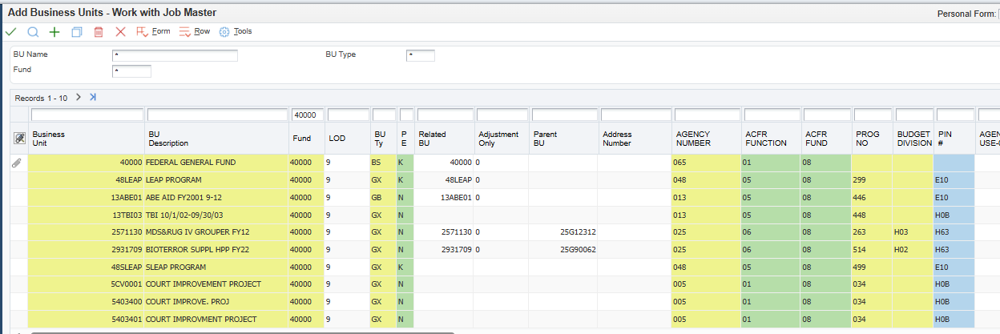 Add Business Units - Work with Job Master
Personal Form:
Form Row Tools
BU Name * BU Type *
Fund *
Records 1 - 10
40000
Business Unit BU Description Fund LOD BU Ty P E Related BU Adjustment Only Parent BU Address Number AGENCY NUMBER ACFR FUNCTION ACFR FUND PROG NO BUDGET DIVISION PIN # AGEN USE-
40000 FEDERAL GENERAL FUND 40000 9 BS K 40000 0 065 01 08
48LEAP LEAP PROGRAM 40000 9 GX K 48LEAP 0 048 05 08 299 E10
13ABE01 ABE AID FY2001 9-12 40000 9 GB N 13ABE01 0 013 05 08 446 E10
13TBI03 TBI 10/1/02-09/30/03 40000 9 GX N 013 05 08 448 H0B
2571130 MDS&RUG IV GROUPER FY12 40000 9 GX N 2571130 0 25G12312 025 06 08 263 H03 H63
2931709 BIOTERROR SUPPL HPP FY22 40000 9 GX N 2931709 0 25G90062 025 06 08 514 H02 H63
48SLEAP SLEAP PROGRAM 40000 9 GX K 048 05 08 499 E10
5CV0001 COURT IMPROVEMENT PROJECT 40000 9 GX N 005 01 08 034 H0B
5403400 COURT IMPROVE. PROJ 40000 9 GX N 005 01 08 034 H0B
5403401 COURT IMPROVMENT PROJECT 40000 9 GX N 005 01 08 034 H0B